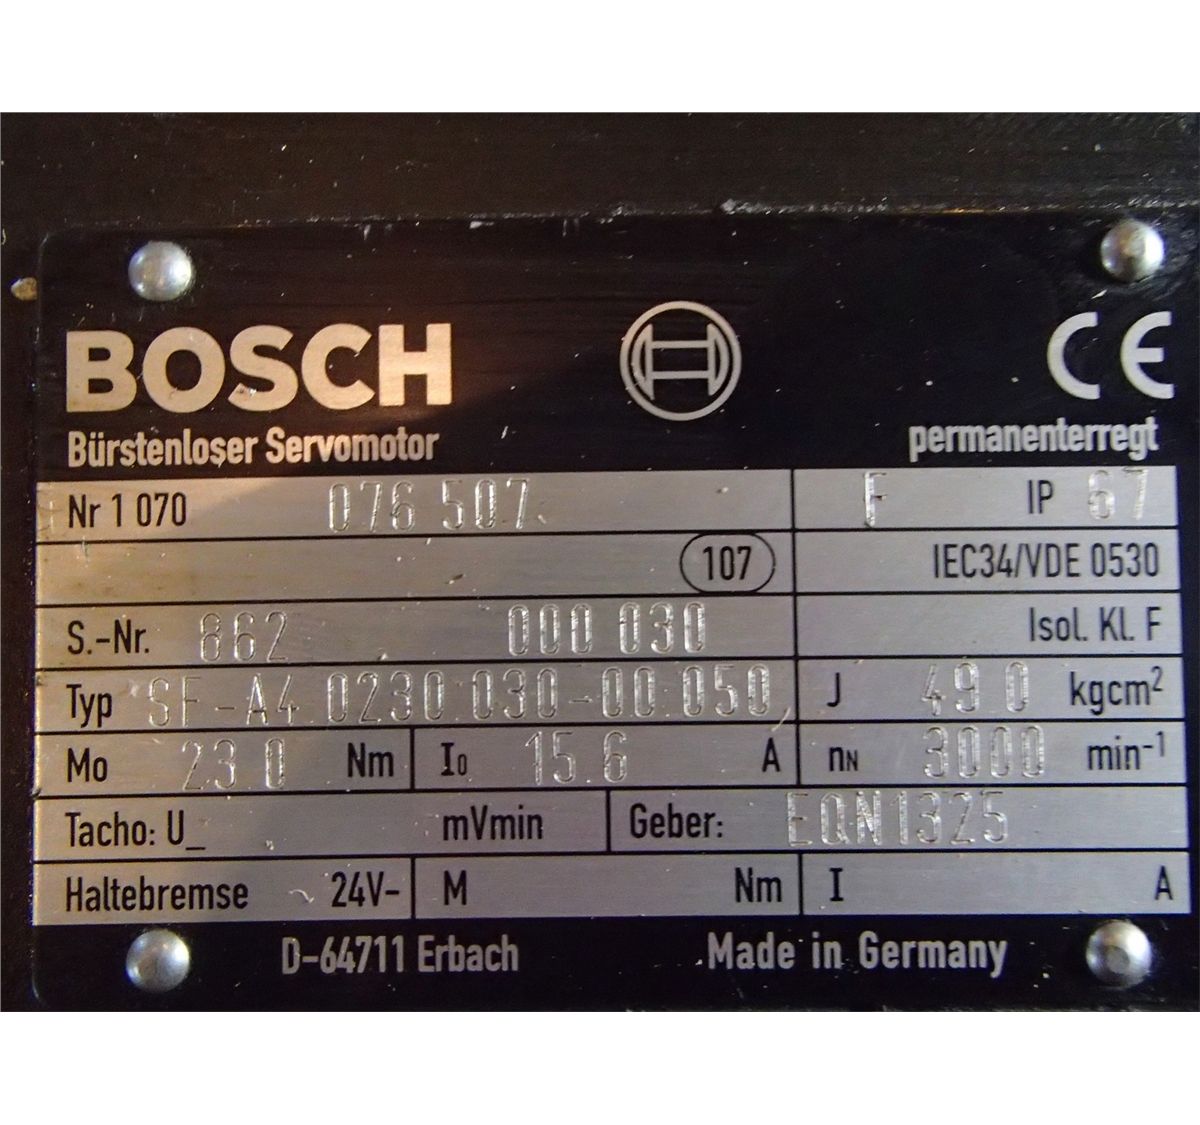 BOSCH
CE
Bürstenloser Servomotor
permanenterregt
Nr 1 070 076 507 F IP 67
107 IEC34/VDE 0530
S.-Nr. 862 000 030 Isol. Kl. F
Typ SF-A4.0230.030-00.050 J 49.0 kgcm²
Mo 23.0 Nm I0 15.6 A nN 3000 min-1
Tacho: U_ mVmin Geber: EQN1325
Haltebremse 24V- M Nm I A
D-64711 Erbach Made in Germany